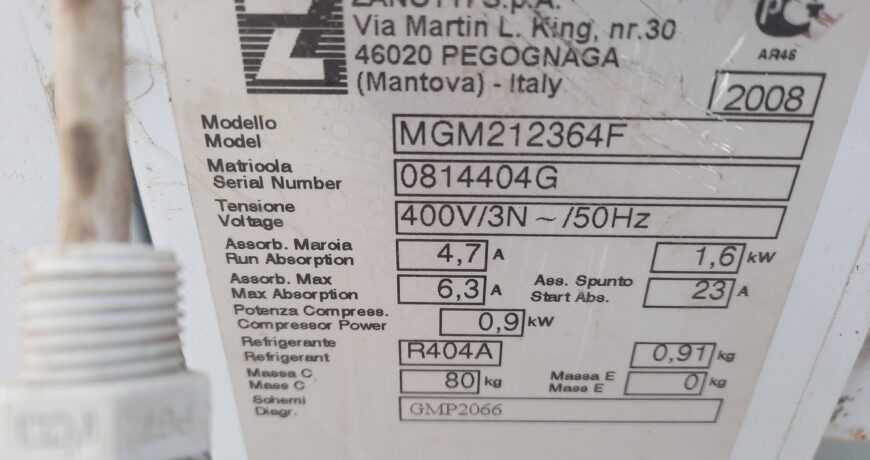 ZANOTTI S.p.A.
Via Martin L. King, nr.30
46020 PEGOGNAGA
(Mantova) - Italy
AR46
2008
Modello
Model
MGM212364F
Matricola
Serial Number
0814404G
Tensione
Voltage
400V/3N ~ /50Hz
Assorb. Marcia
Run Absorption
4,7 A
1,6 kW
Assorb. Max
Max Absorption
6,3 A
Ass. Spunto
Start Abs.
23 A
Potenza Compress.
Compressor Power
0,9 kW
Refrigerante
Refrigerant
R404A
0,91 kg
Massa C
Mass C
80 kg
Massa E
Mass E
0 kg
Schemi
Diagr.
GMP2066